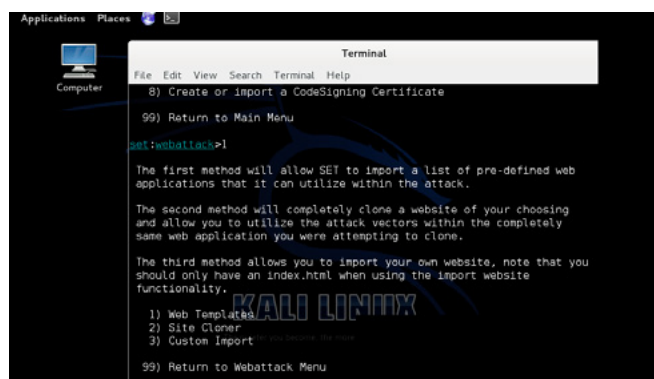 Applications Places
Computer
Terminal
File Edit View Search Terminal Help
8) Create or import a CodeSigning Certificate
99) Return to Main Menu
set:webattack>1
The first method will allow SET to import a list of pre-defined web
applications that it can utilize within the attack.
The second method will completely clone a website of your choosing
and allow you to utilize the attack vectors within the completely
same web application you were attempting to clone.
The third method allows you to import your own website, note that you
should only have an index.html when using the import website
functionality.
KALI LINUX
1) Web Templates
2) Site Cloner
3) Custom Import
99) Return to Webattack Menu